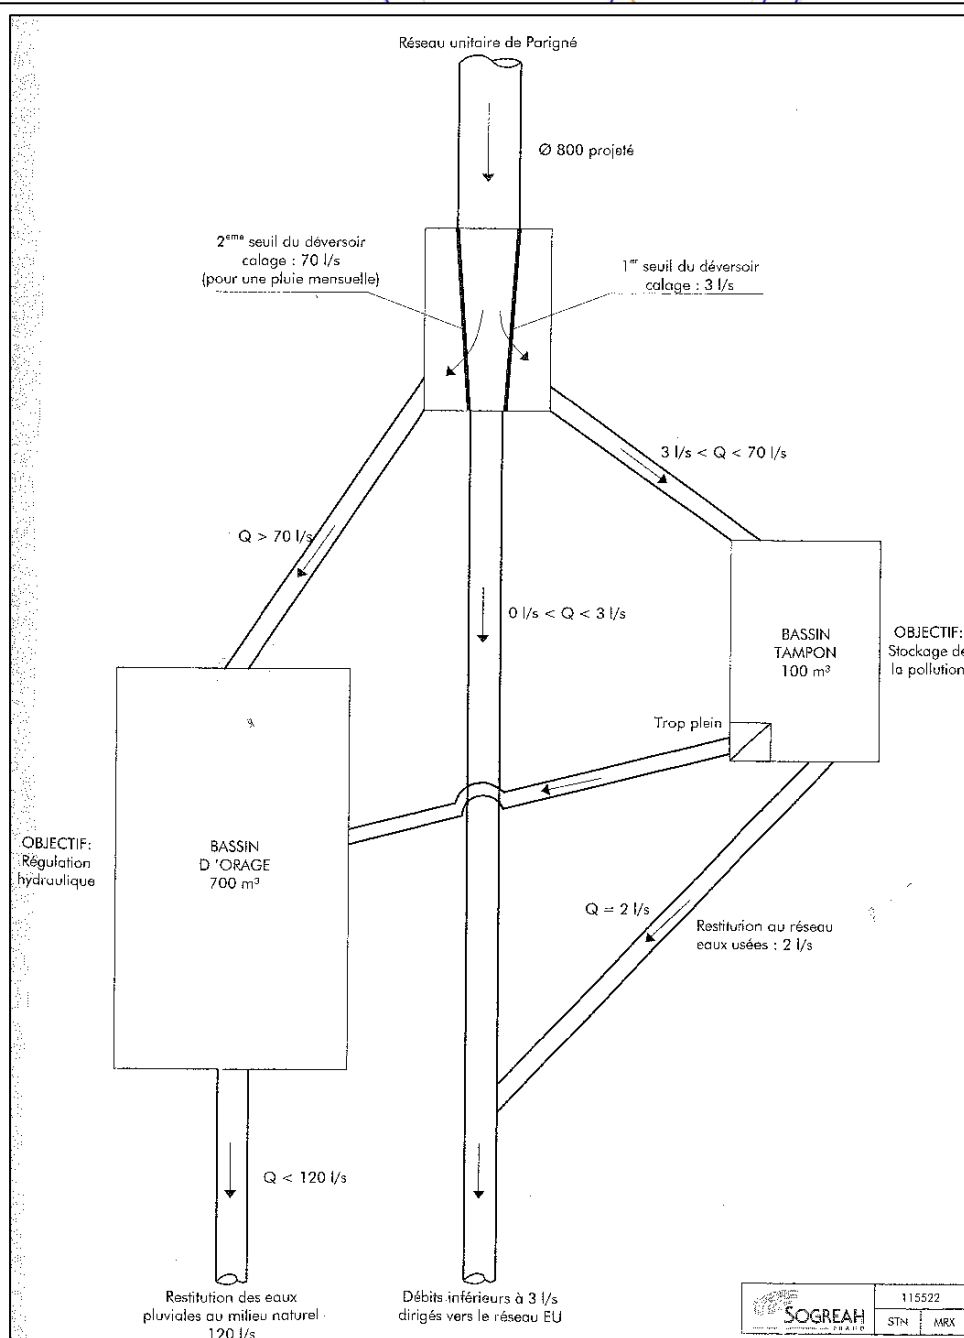 Réseau unitaire de Parigné
Ø 800 projeté
2ème seuil du déversoir
calage : 70 l/s
(pour une pluie mensuelle)
1er seuil du déversoir
calage : 3 l/s
3 l/s < Q < 70 l/s
Q > 70 l/s
0 l/s < Q < 3 l/s
BASSIN
TAMPON
100 m³
OBJECTIF:
Stockage de
la pollution
Trop plein
OBJECTIF:
Régulation
hydraulique
BASSIN
D 'ORAGE
700 m³
Q = 2 l/s
Restitution au réseau
eaux usées : 2 l/s
Q < 120 l/s
Restitution des eaux
pluviales au milieu naturel
120 l/s
Débits inférieurs à 3 l/s
dirigés vers le réseau EU
SOGREAH
115522
STN
MRX